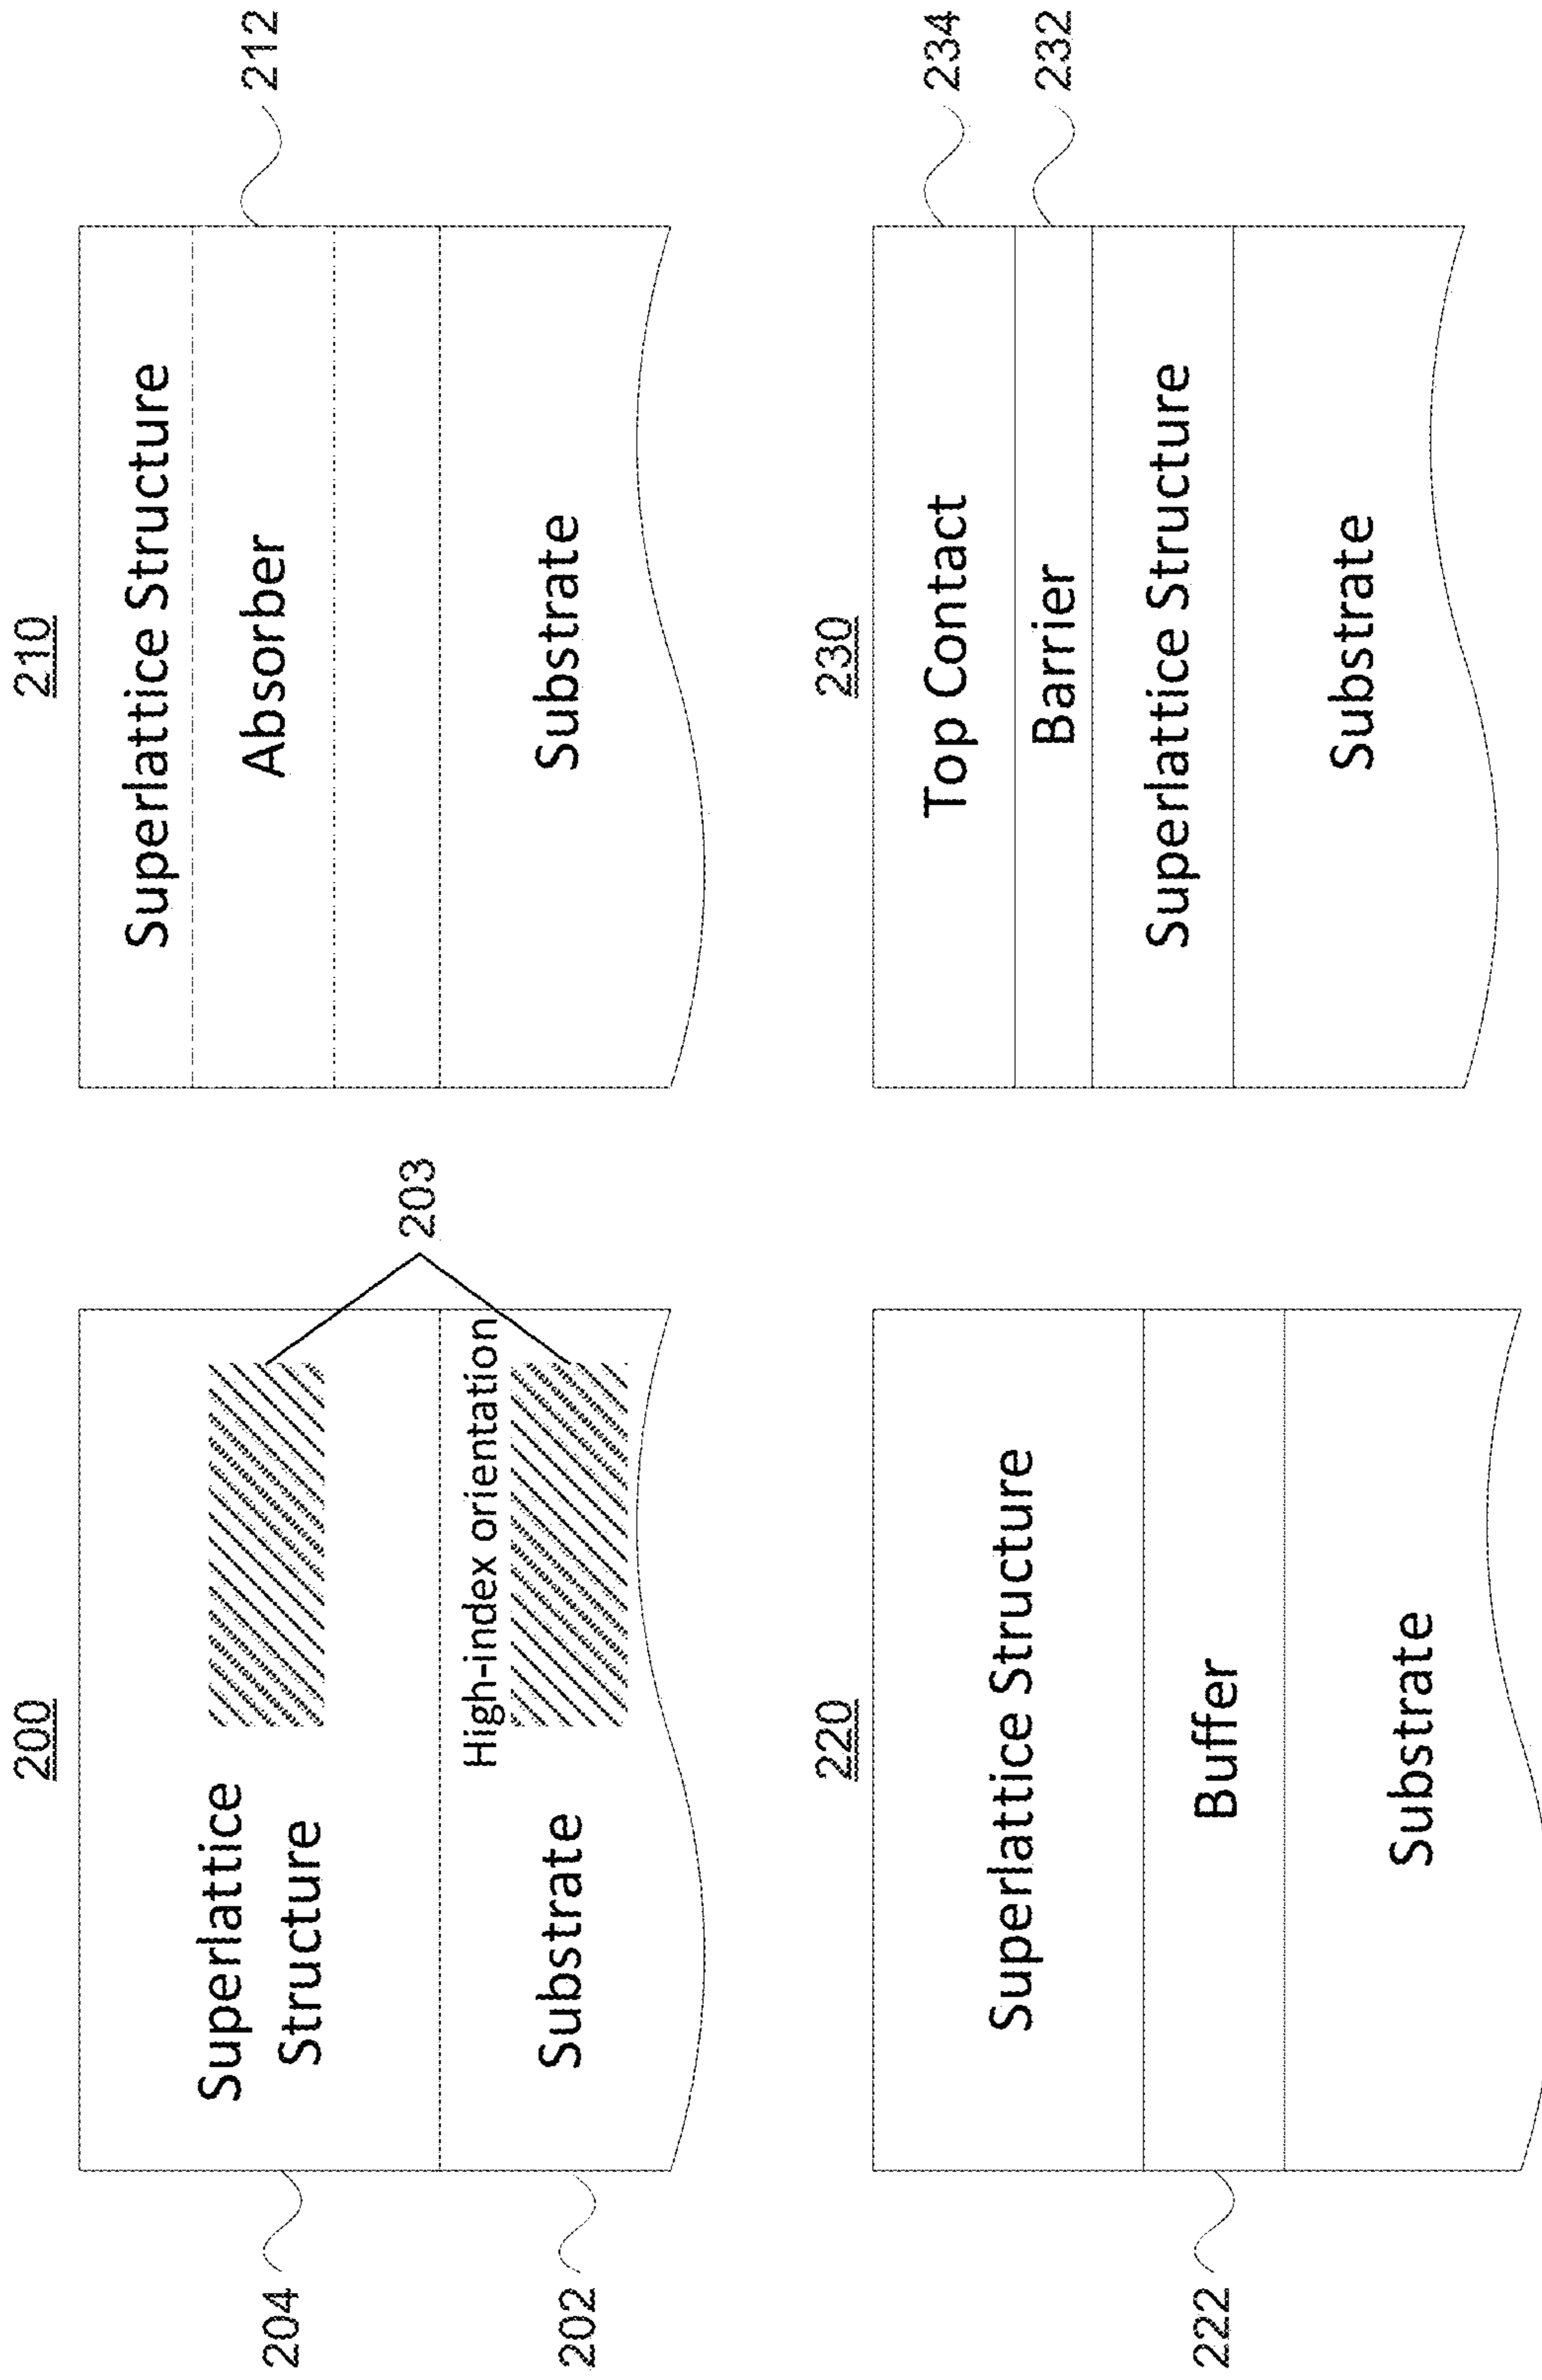 200
204
Superlattice
Structure
203
High-index orientation
202
Substrate
210
Superlattice Structure
212
Absorber
Substrate
220
Superlattice Structure
222
Buffer
Substrate
230
Top Contact
234
Barrier
232
Superlattice Structure
Substrate